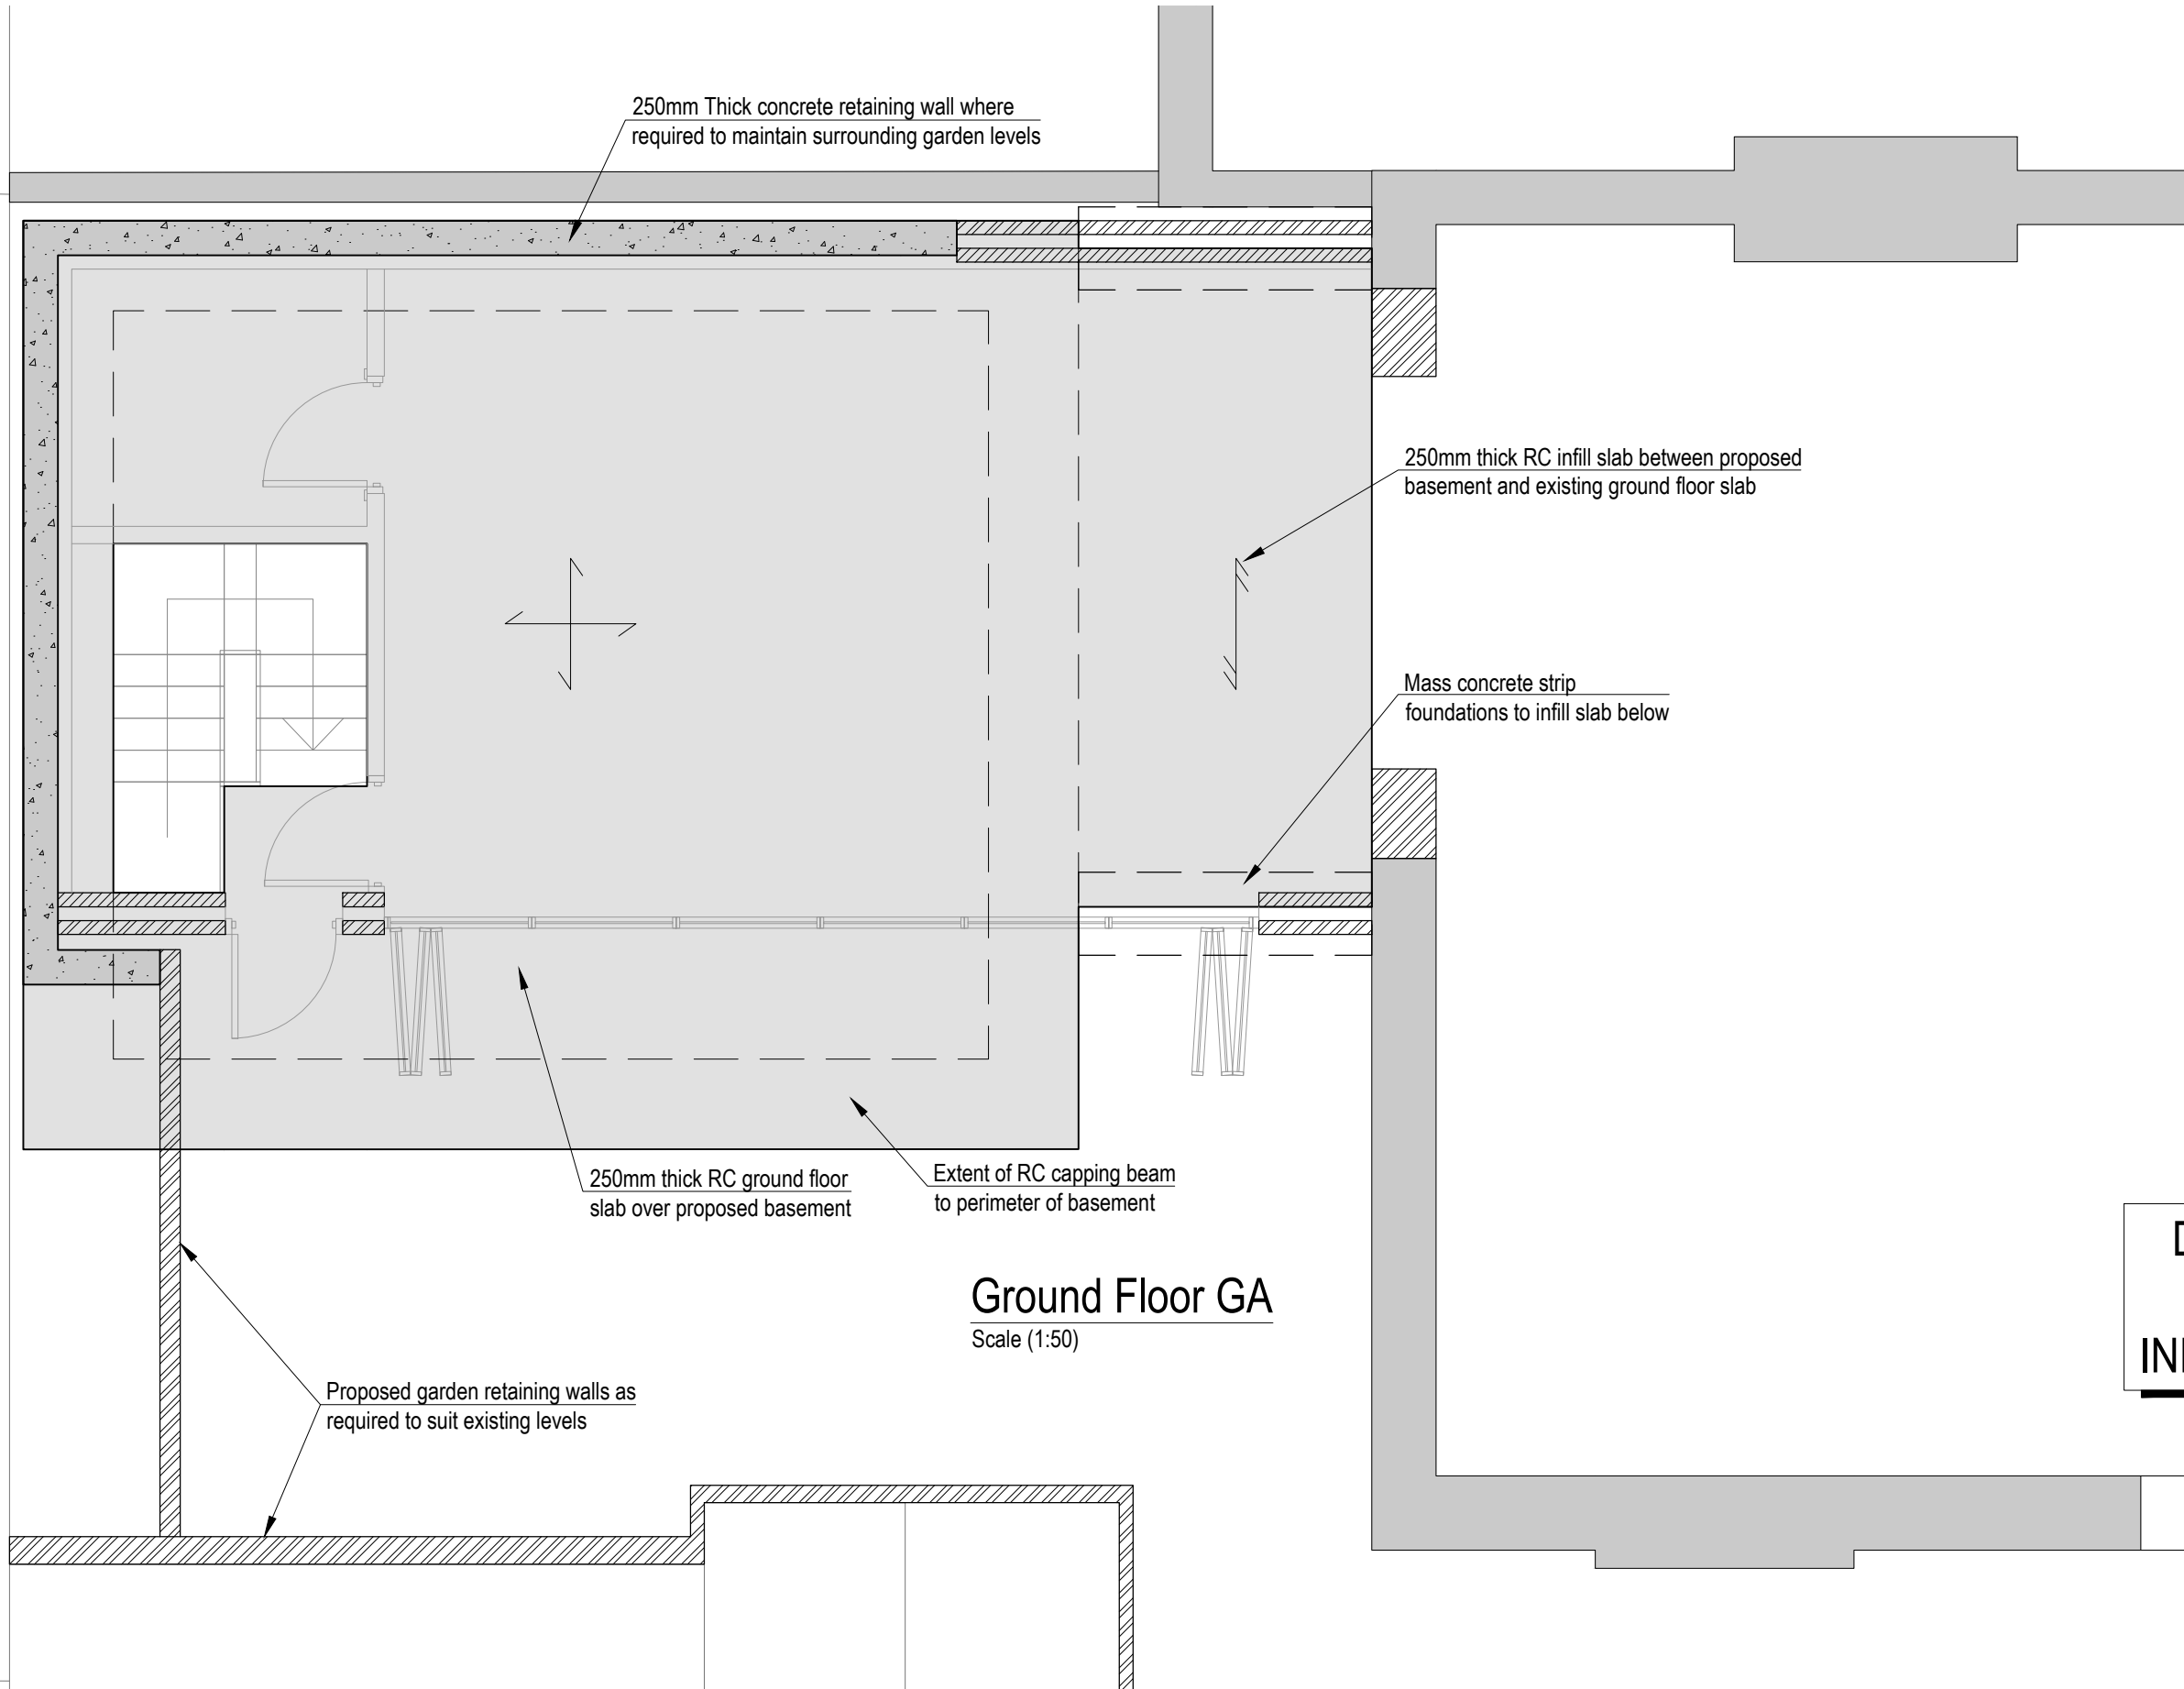 250mm Thick concrete retaining wall where
required to maintain surrounding garden levels
250mm thick RC infill slab between proposed
basement and existing ground floor slab
Mass concrete strip
foundations to infill slab below
250mm thick RC ground floor
slab over proposed basement
Extent of RC capping beam
to perimeter of basement
Ground Floor GA
Scale (1:50)
Proposed garden retaining walls as
required to suit existing levels